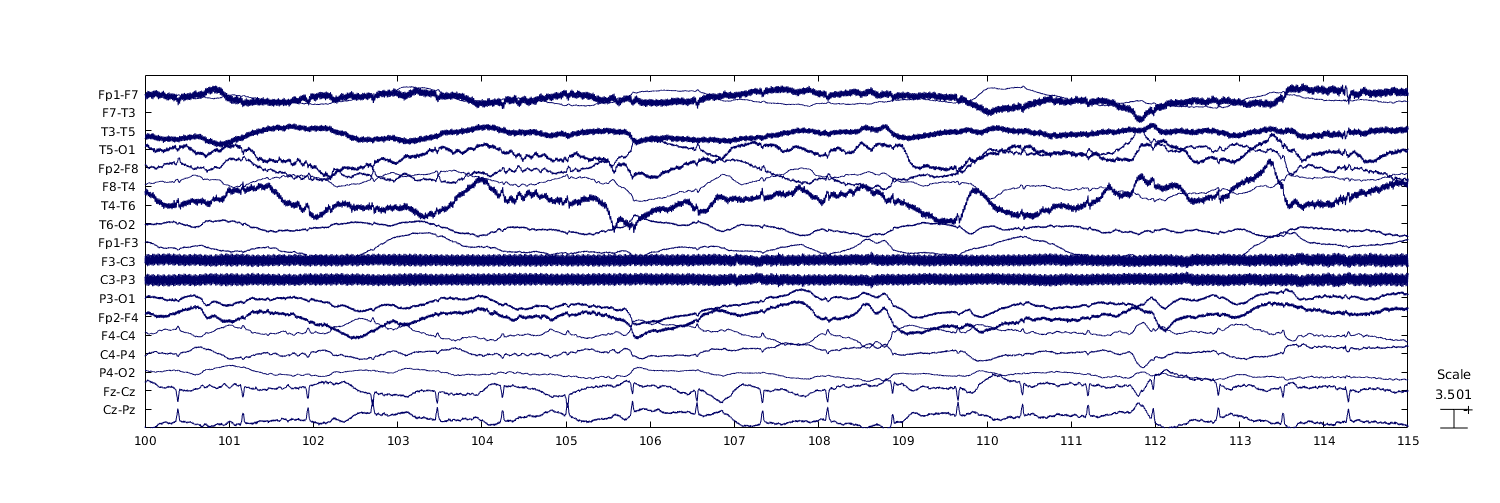 Fp1-F7
F7-T3
T3-T5
T5-O1
Fp2-F8
F8-T4
T4-T6
T6-O2
Fp1-F3
F3-C3
C3-P3
P3-O1
Fp2-F4
F4-C4
C4-P4
P4-O2
Fz-Cz
Cz-Pz
100 101 102 103 104 105 106 107 108 109 110 111 112 113 114 115
Scale
3.501
+